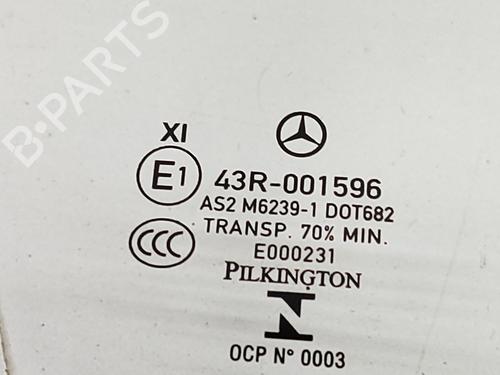 B-PARTS
XI
E1 43R-001596
AS2 M6239-1 DOT682
CCC TRANSP. 70% MIN.
E000231
PILKINGTON
N
OCP N° 0003